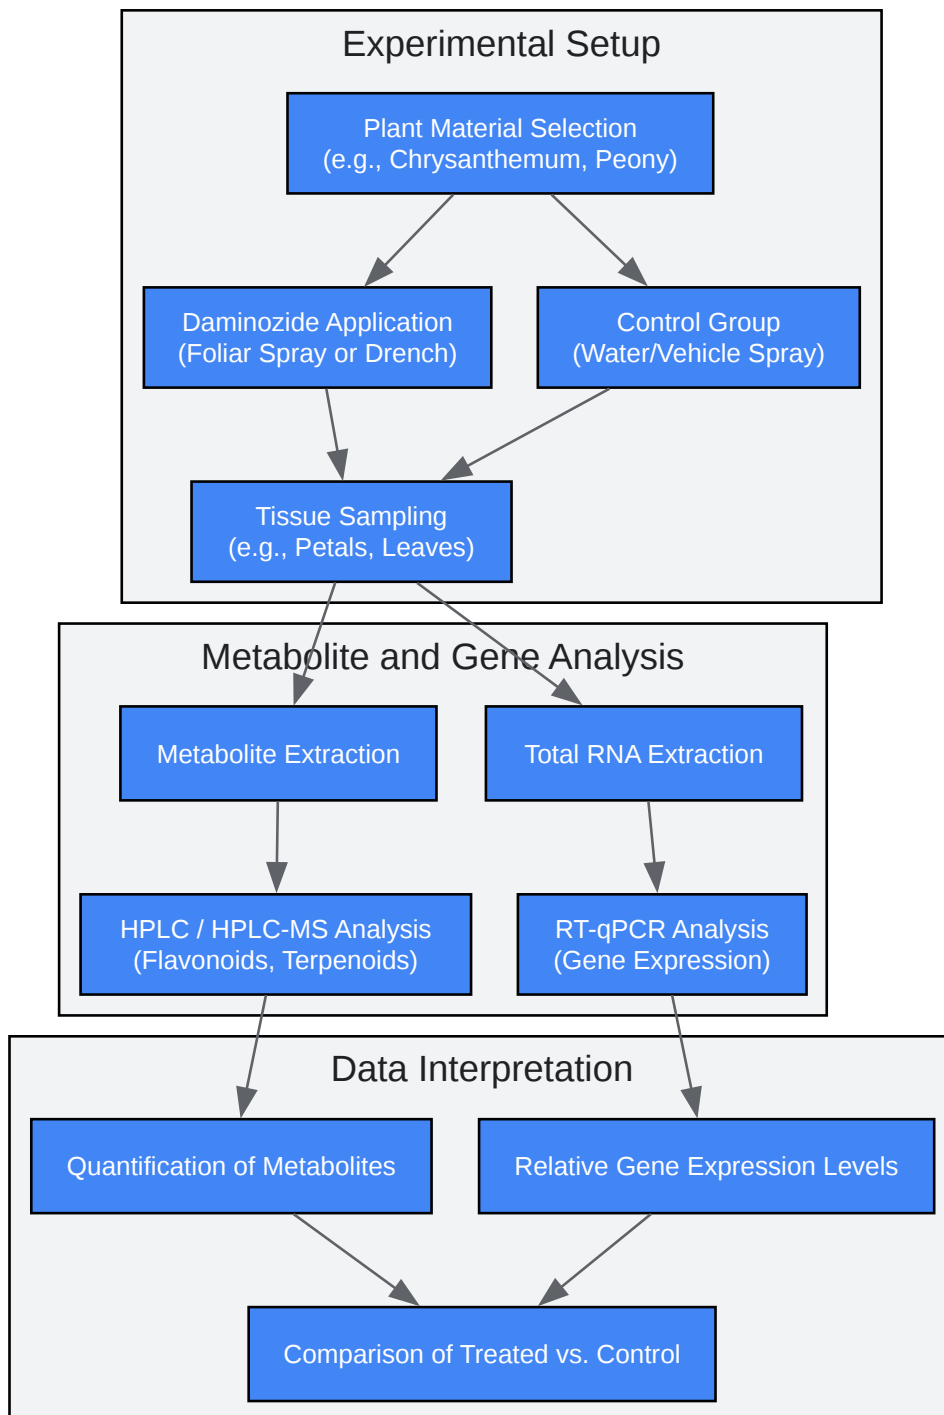 Experimental Setup
Plant Material Selection
(e.g., Chrysanthemum, Peony)
Daminozide Application
(Foliar Spray or Drench)
Control Group
(Water/Vehicle Spray)
Tissue Sampling
(e.g., Petals, Leaves)
Metabolite and Gene Analysis
Metabolite Extraction
Total RNA Extraction
HPLC / HPLC-MS Analysis
(Flavonoids, Terpenoids)
RT-qPCR Analysis
(Gene Expression)
Data Interpretation
Quantification of Metabolites
Relative Gene Expression Levels
Comparison of Treated vs. Control